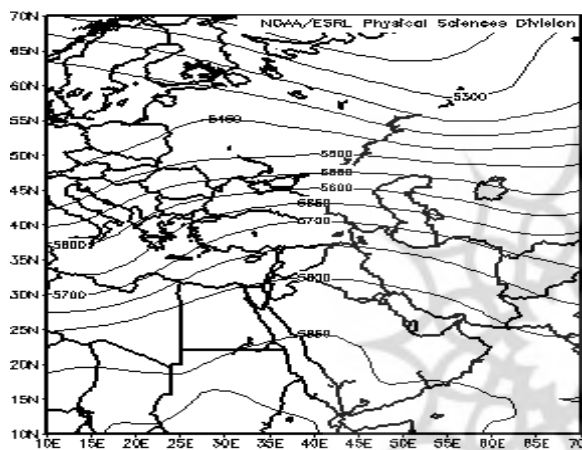 NOAA/ESRL Physical Sciences Division
70N
65N
60N
5300
55N
5450
50N
5500
45N
5600
5700
40N
5800
35N
5800
30N
5700
25N
5850
20N
15N
10N
10E 15E 20E 25E 30E 35E 40E 45E 50E 55E 60E 65E 70E